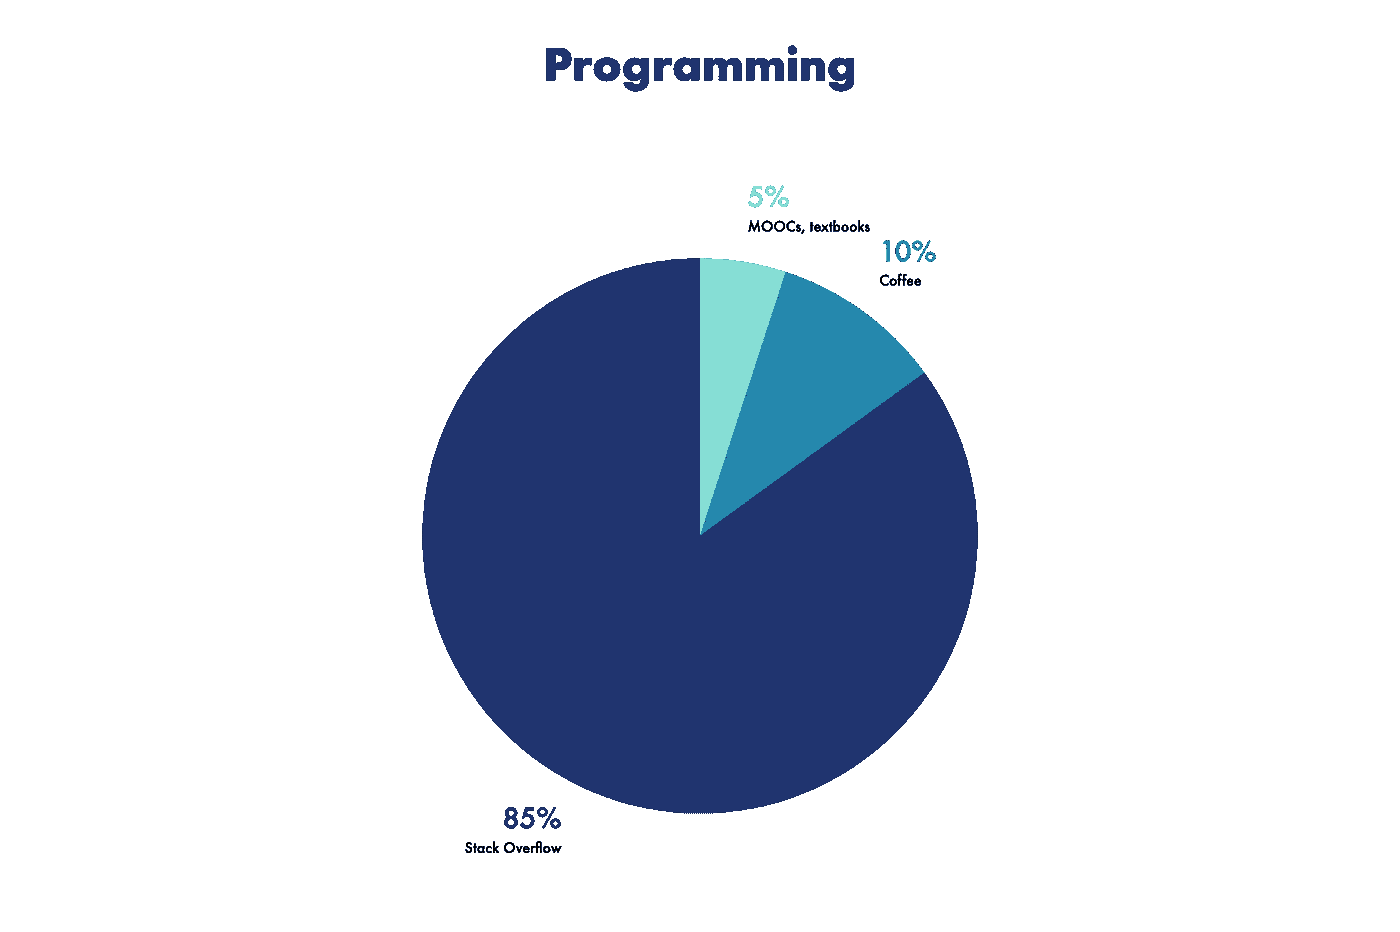 Programming
5%
MOOCs, textbooks
10%
Coffee
85%
Stack Overflow